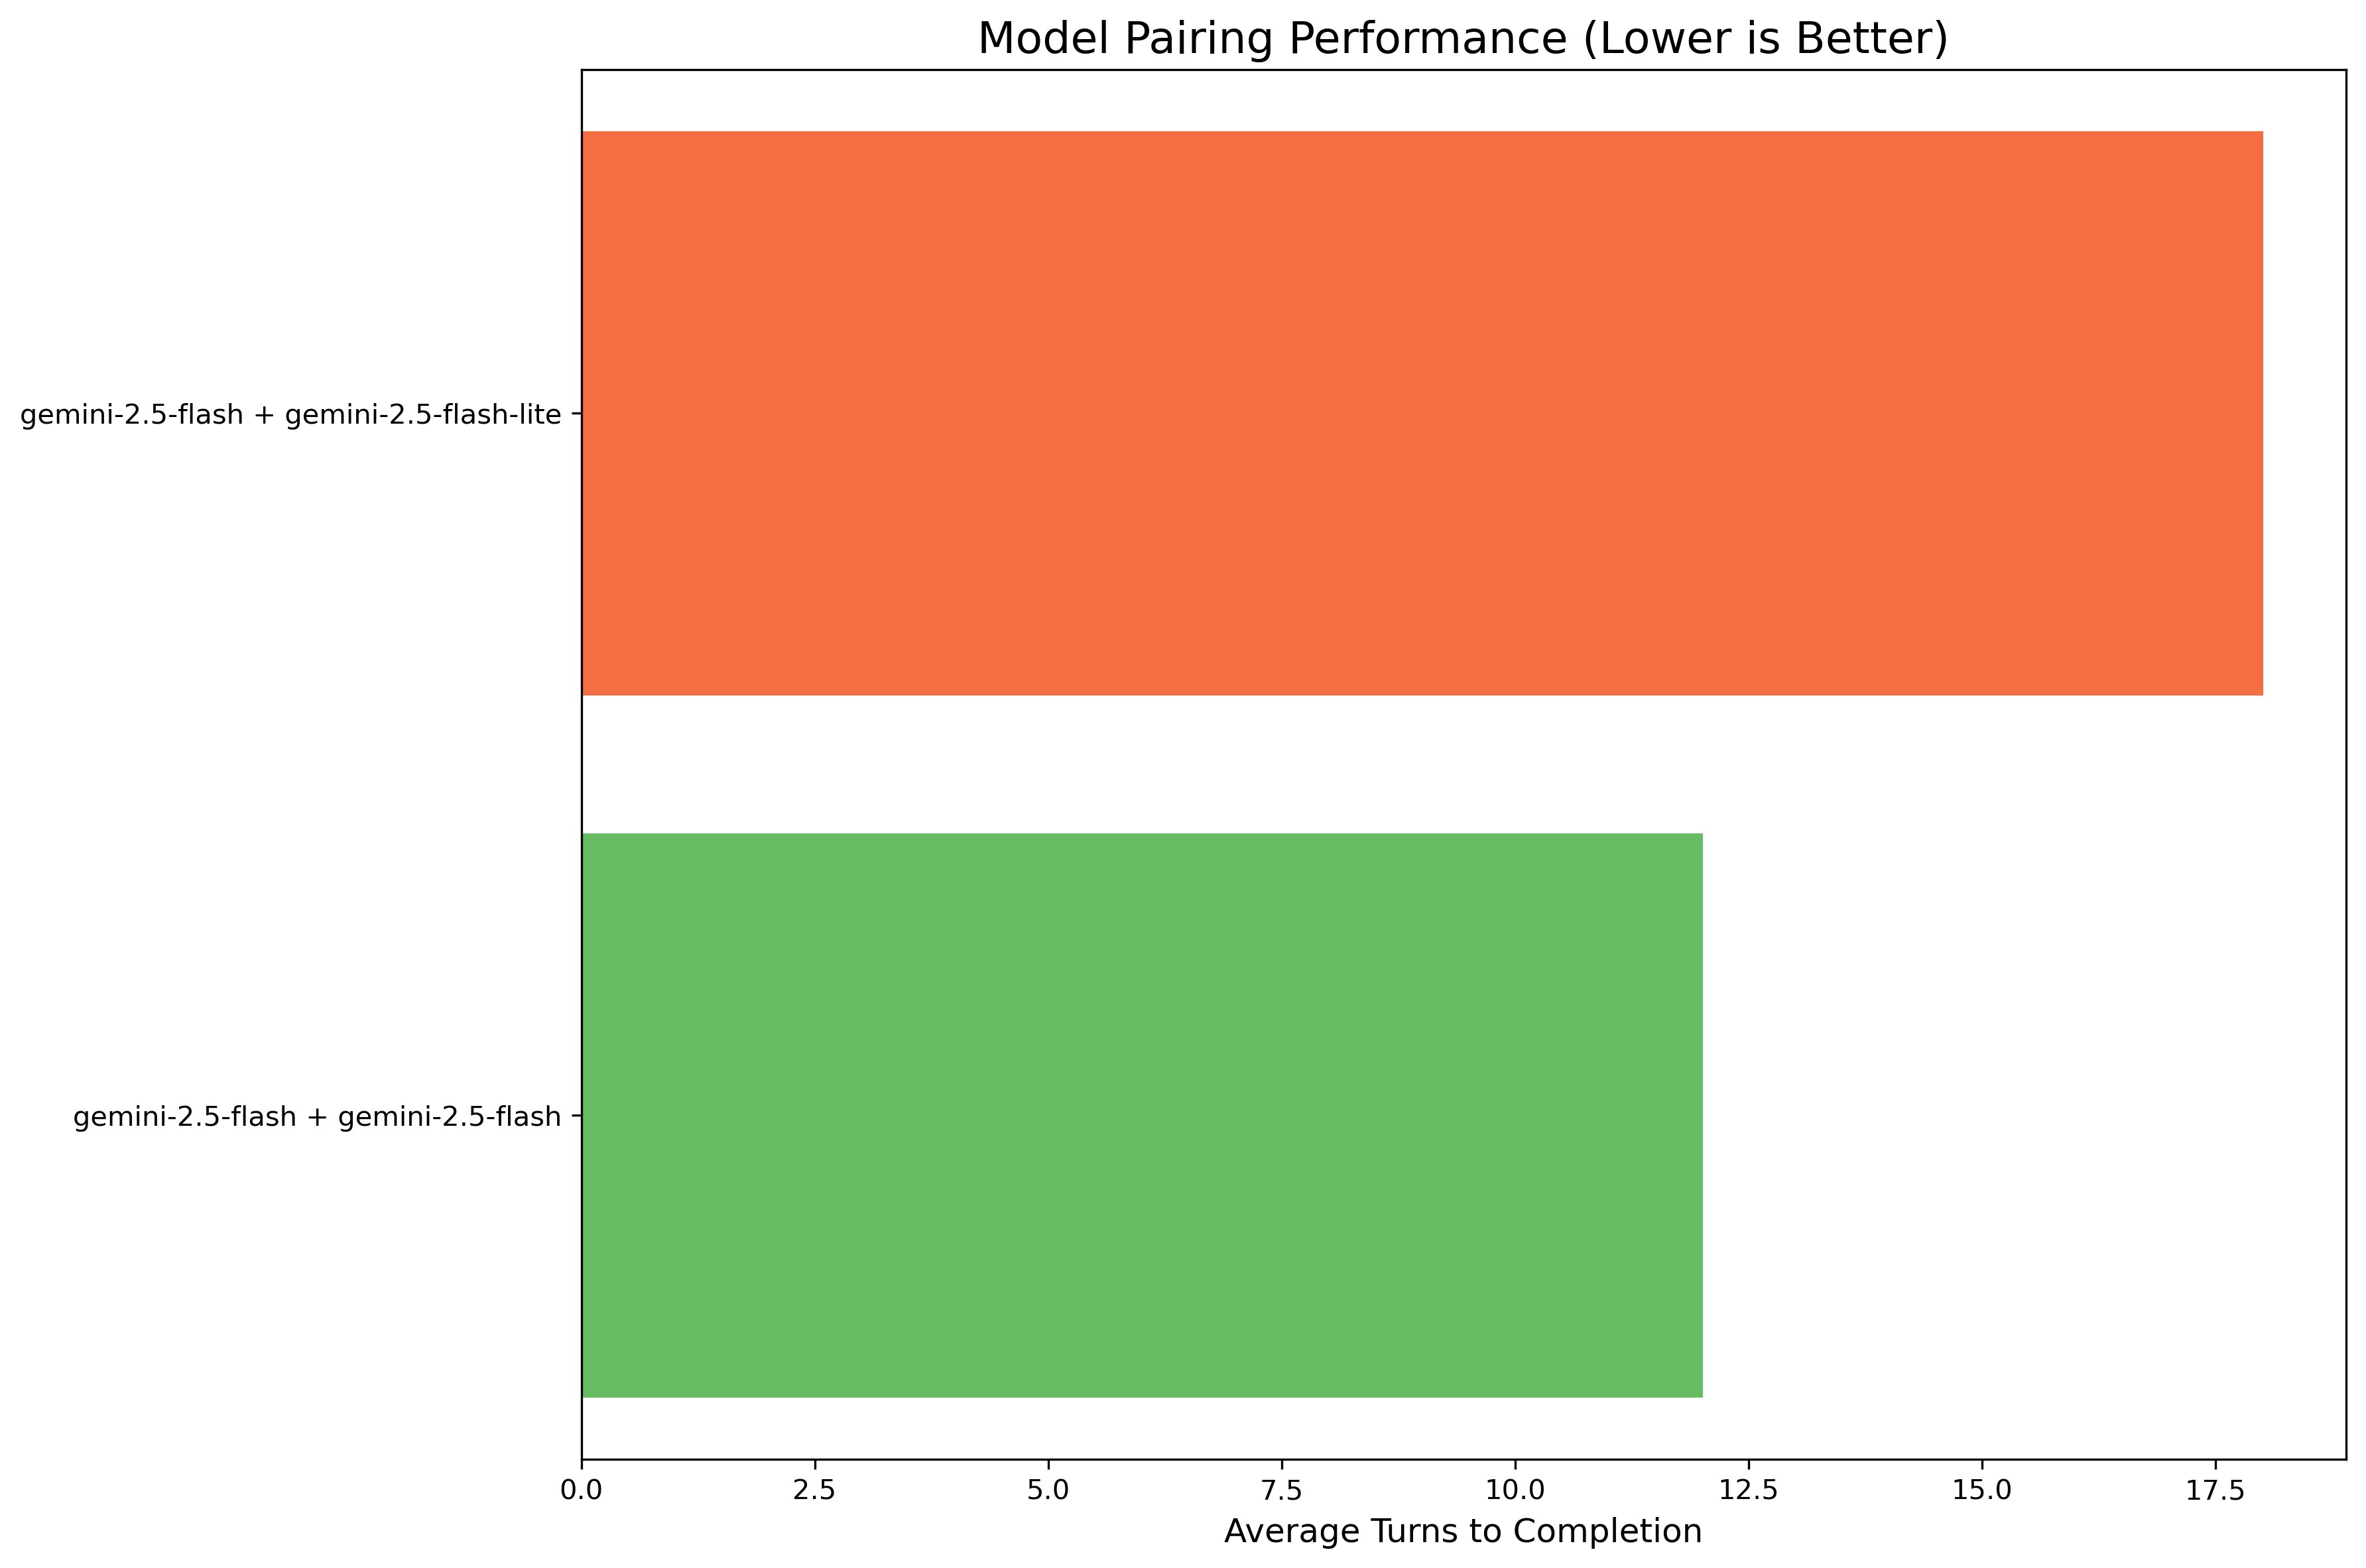 Model Pairing Performance (Lower is Better)
gemini-2.5-flash + gemini-2.5-flash-lite
gemini-2.5-flash + gemini-2.5-flash
0.0 2.5 5.0 7.5 10.0 12.5 15.0 17.5
Average Turns to Completion